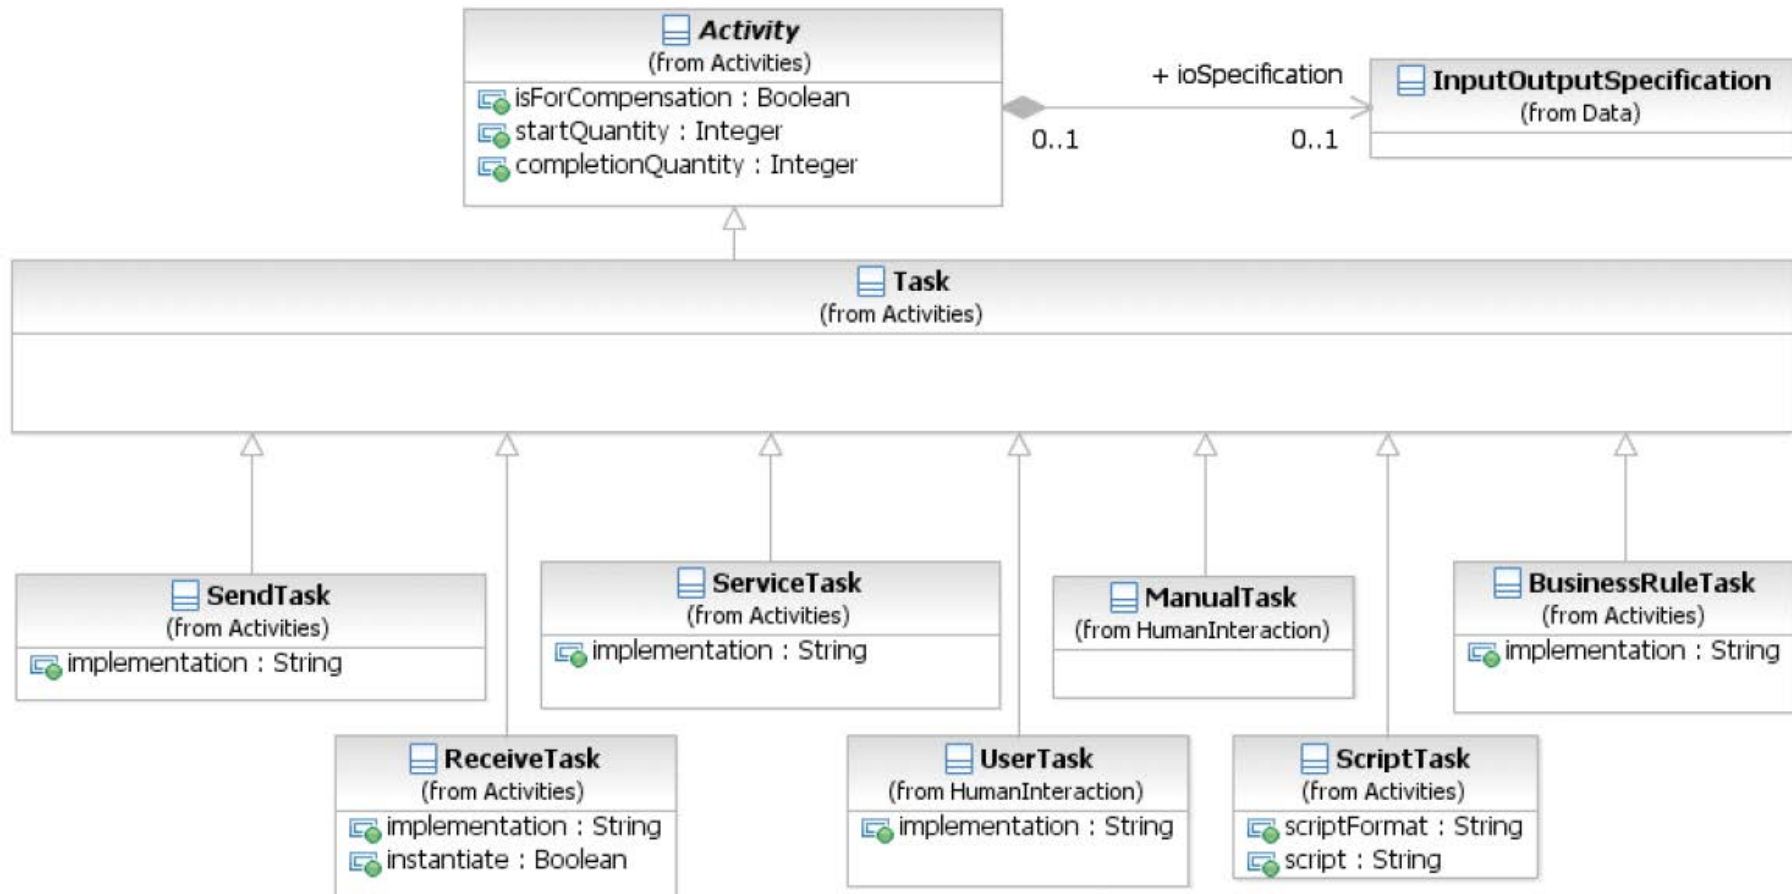 Activity
(from Activities)
isForCompensation : Boolean
startQuantity : Integer
completionQuantity : Integer
+ ioSpecification
0..1
0..1
InputOutputSpecification
(from Data)
Task
(from Activities)
SendTask
(from Activities)
implementation : String
ServiceTask
(from Activities)
implementation : String
ManualTask
(from HumanInteraction)
BusinessRuleTask
(from Activities)
implementation : String
ReceiveTask
(from Activities)
implementation : String
instantiate : Boolean
UserTask
(from HumanInteraction)
implementation : String
ScriptTask
(from Activities)
scriptFormat : String
script : String